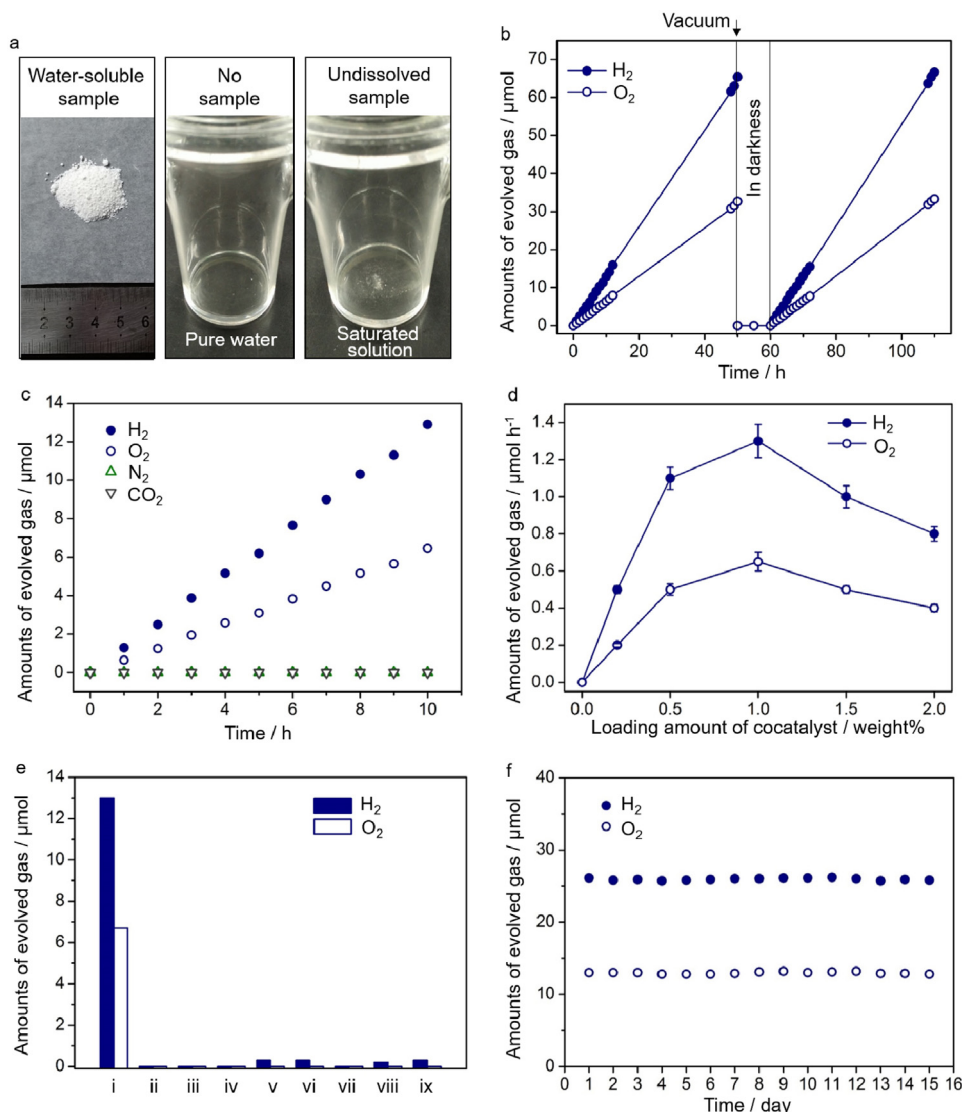 a
Water-soluble
sample
No
sample
Undissolved
sample
2 3 4 5 6
Pure water
Saturated
solution
Vacuum
b
H2
O2
In darkness
Amounts of evolved gas / μmol
70
60
50
40
30
20
10
0
0 20 40 60 80 100
Time / h
c
H2
O2
N2
CO2
Amounts of evolved gas / μmol
14
12
10
8
6
4
2
0
0 2 4 6 8 10
Time / h
d
H2
O2
Amounts of evolved gas / μmol h-1
1.4
1.2
1.0
0.8
0.6
0.4
0.2
0.0
0.0 0.5 1.0 1.5 2.0
Loading amount of cocatalyst / weight%
e
H2
O2
Amounts of evolved gas / μmol
14
12
10
8
6
4
2
0
i ii iii iv v vi vii viii ix
f
H2
O2
Amounts of evolved gas / μmol
40
30
20
10
0
0 1 2 3 4 5 6 7 8 9 10 11 12 13 14 15 16
Time / day